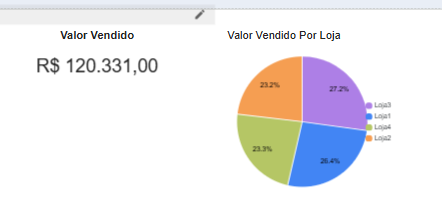 Valor Vendido
R$ 120.331,00
Valor Vendido Por Loja
23.2%
27.2%
23.3%
26.4%
Loja3
Loja1
Loja4
Loja2